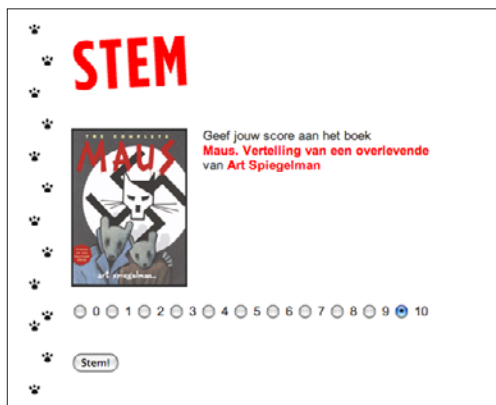 STEM
THE COMPLETE
MAUS
art spiegelman
Geef jouw score aan het boek
Maus. Vertelling van een overlevende
van Art Spiegelman
0 1 2 3 4 5 6 7 8 9 10
Stem!